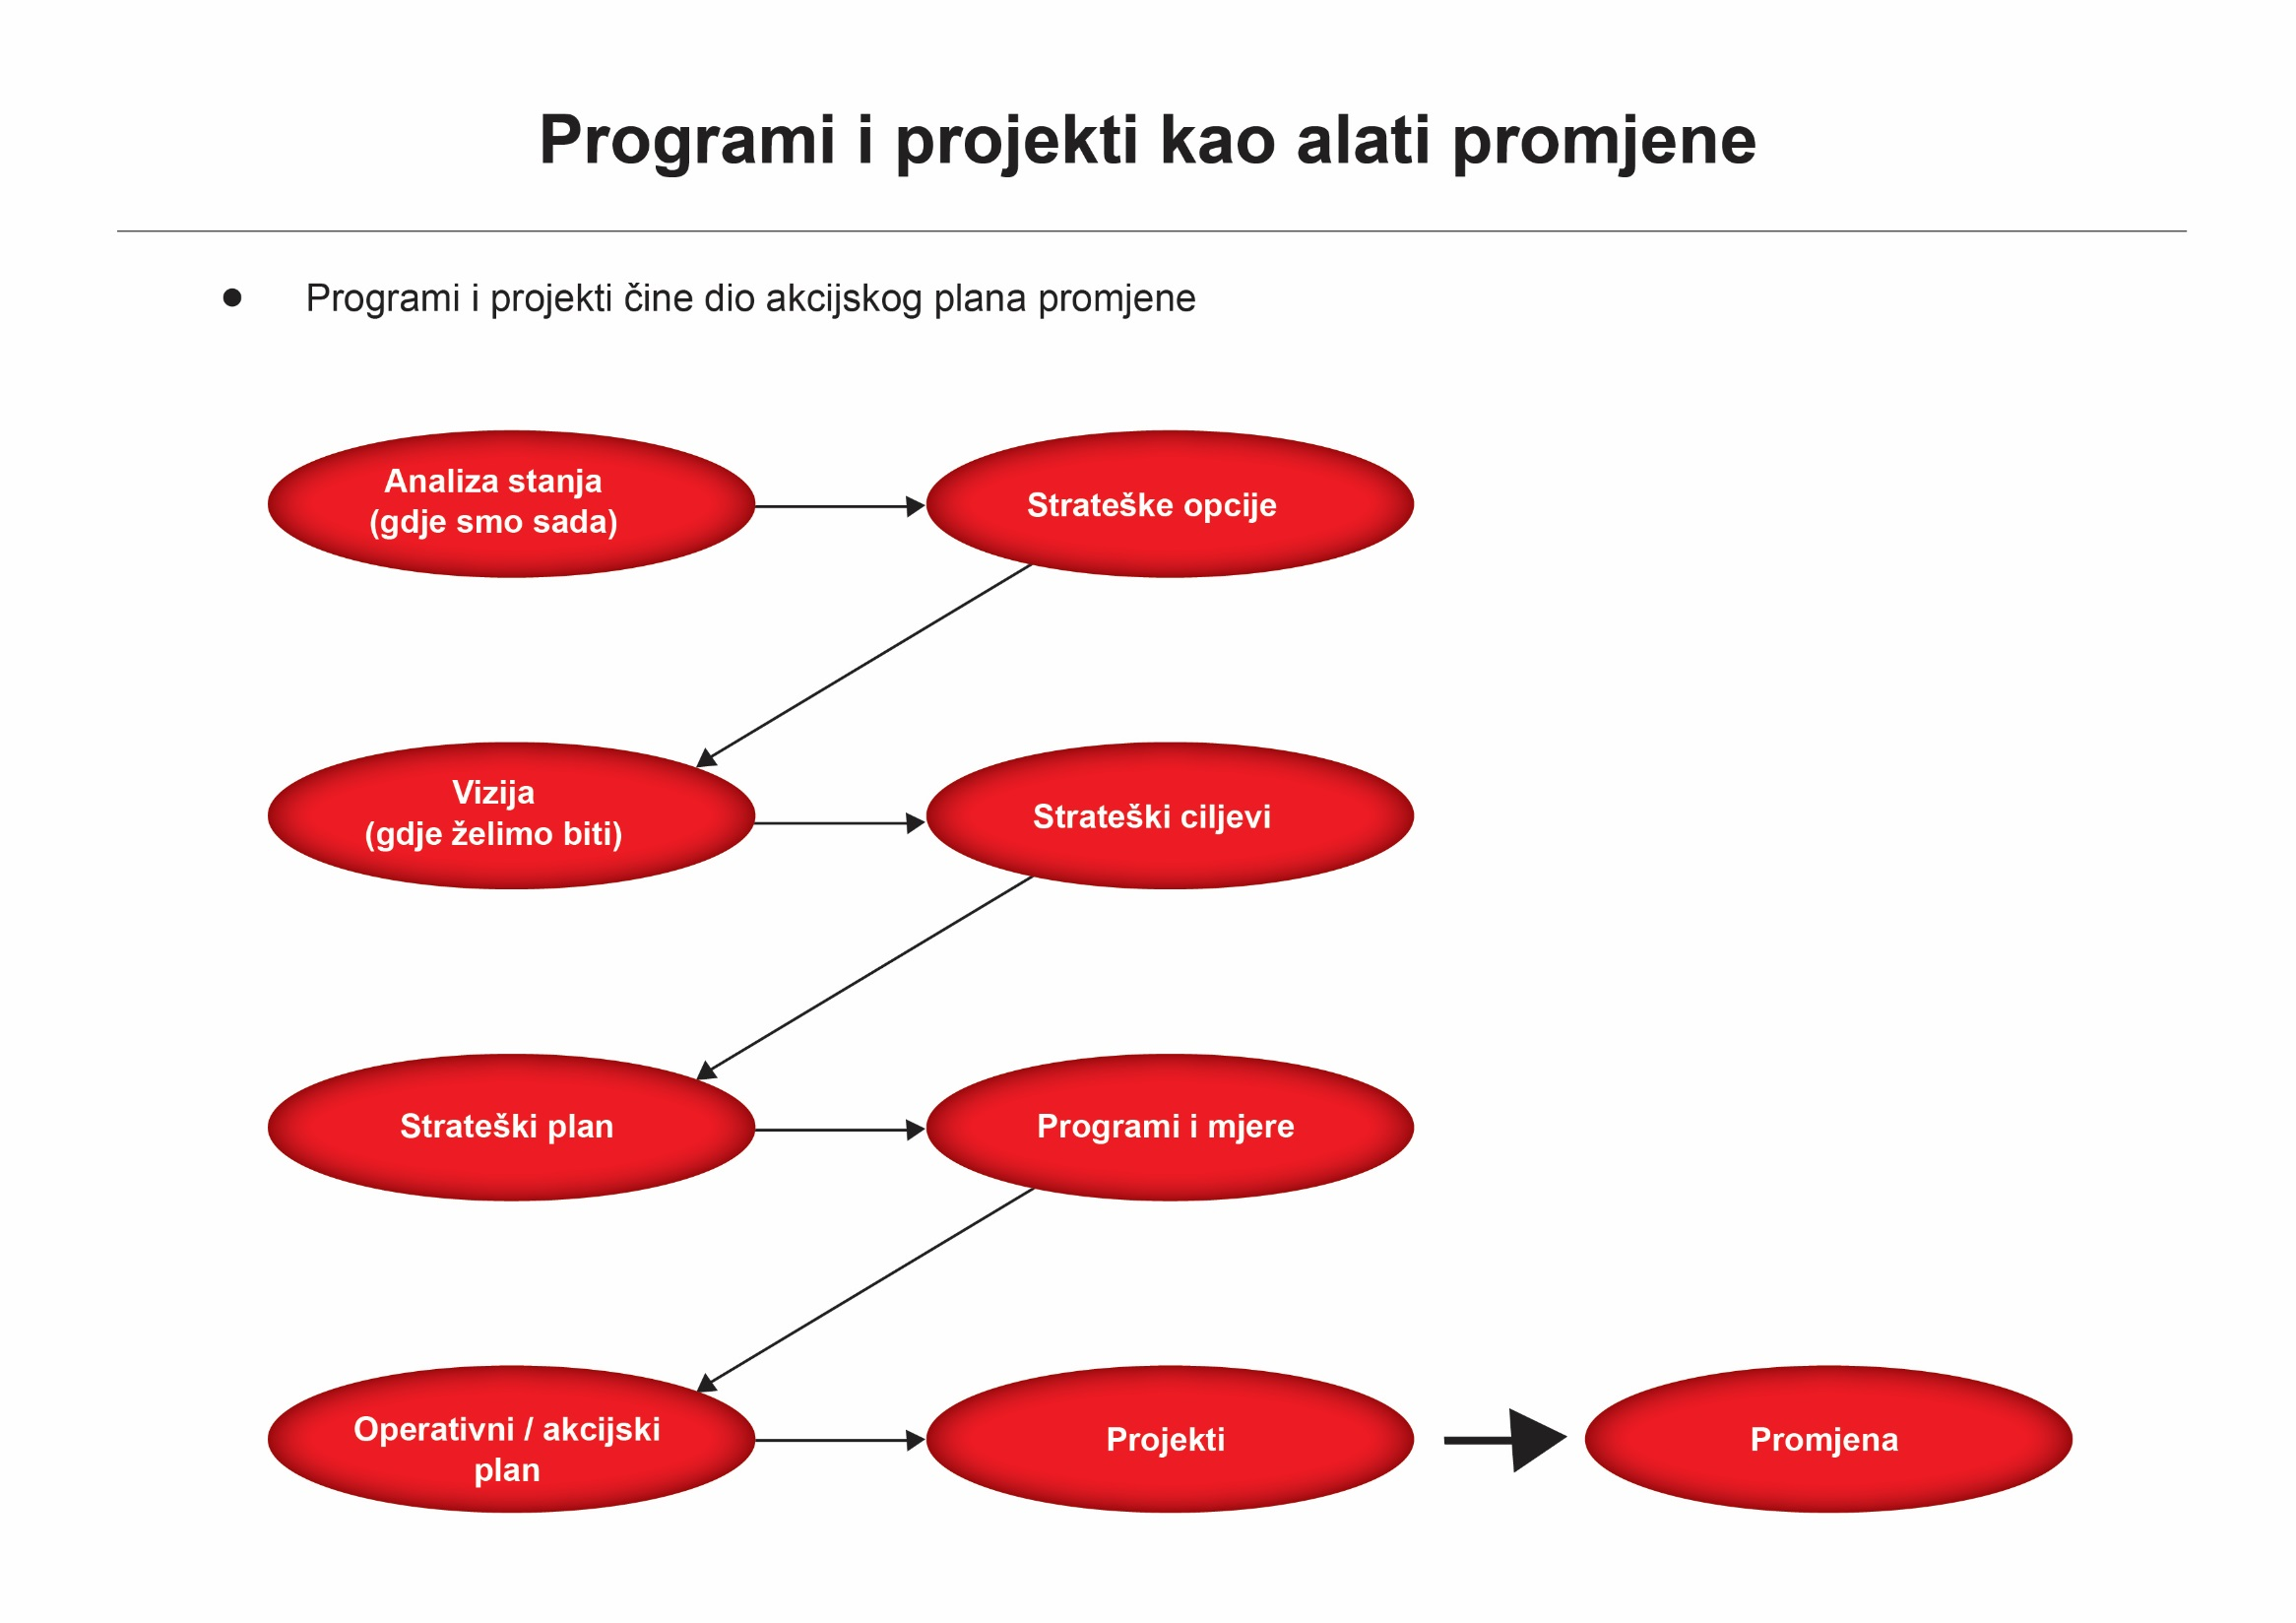 Programi i projekti kao alati promjene
● Programi i projekti čine dio akcijskog plana promjene
Analiza stanja
(gdje smo sada)
Strateške opcije
Vizija
(gdje želimo biti)
Strateški ciljevi
Strateški plan
Programi i mjere
Operativni / akcijski
plan
Projekti
Promjena